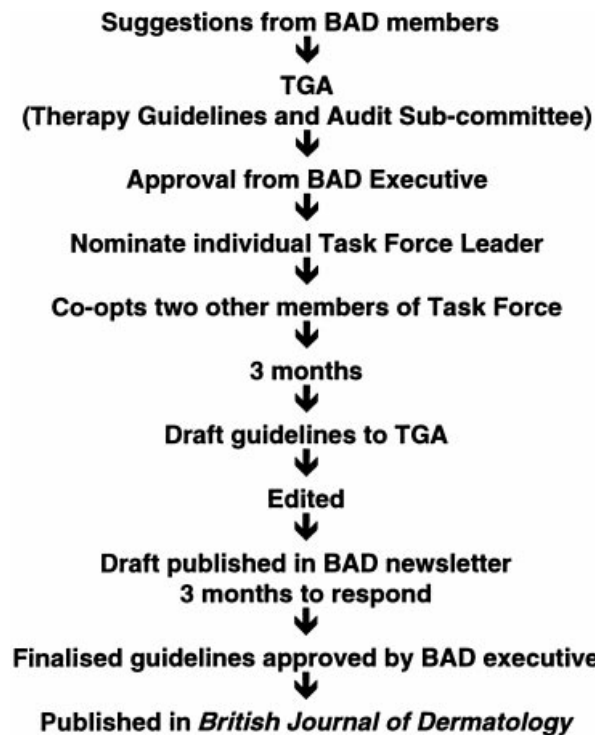 Suggestions from BAD members
TGA
(Therapy Guidelines and Audit Sub-committee)
Approval from BAD Executive
Nominate individual Task Force Leader
Co-opts two other members of Task Force
3 months
Draft guidelines to TGA
Edited
Draft published in BAD newsletter
3 months to respond
Finalised guidelines approved by BAD executive
Published in British Journal of Dermatology